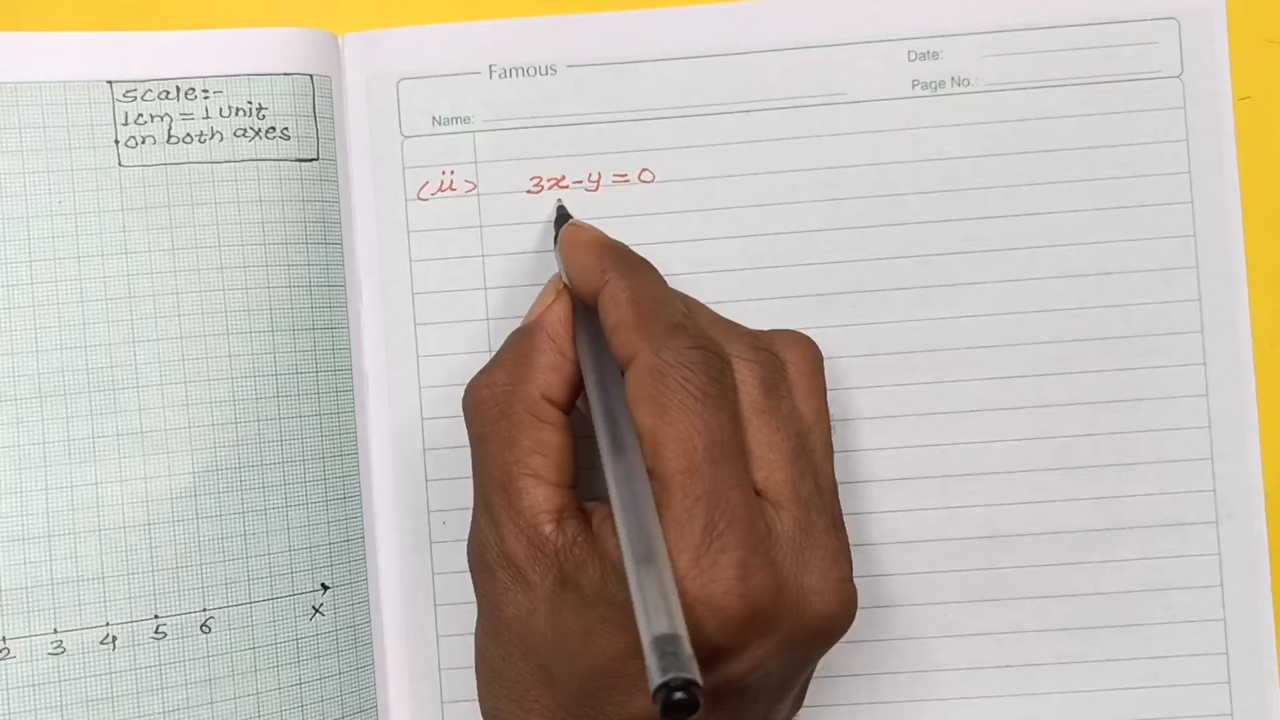 scale:-
1cm = 1 unit
on both axes
2 3 4 5 6 X
Famous
Date:
Page No.:
Name:
(ii) 3x-y=0